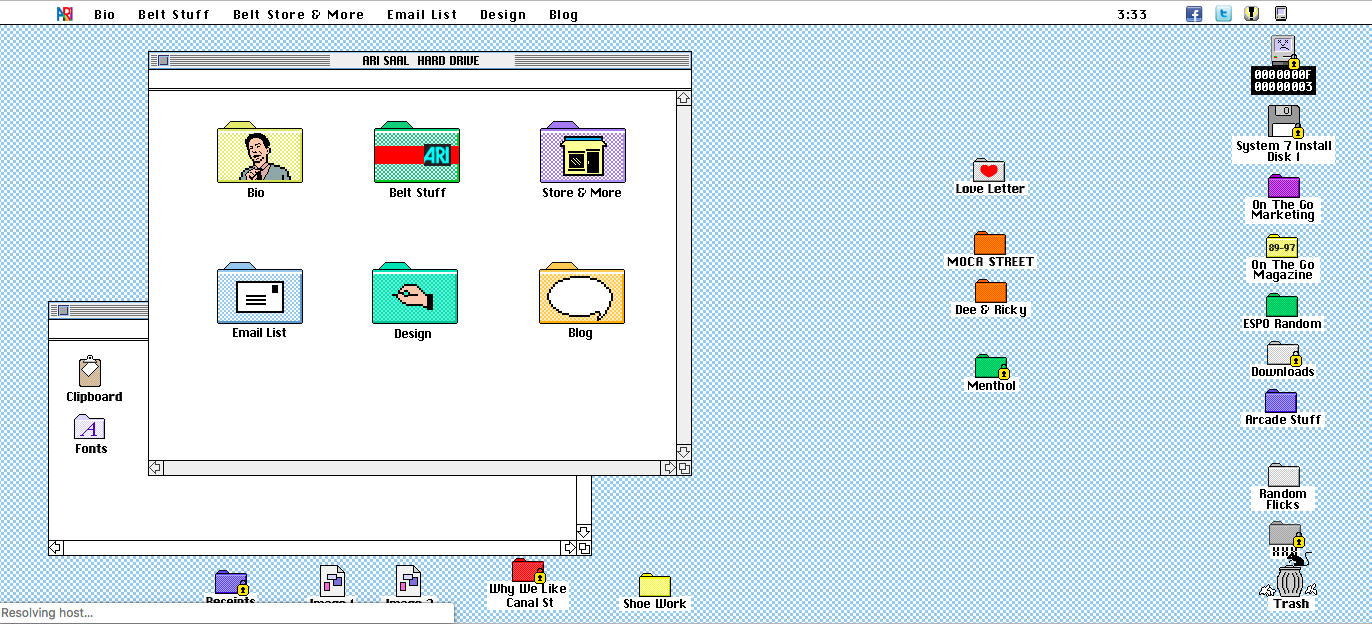 ARI Bio Belt Stuff Belt Store & More Email List Design Blog 3:33
ARI SAAL HARD DRIVE
Bio
ARI
Belt Stuff
Store & More
Email List
Design
Blog
Clipboard
A
Fonts
Love Letter
MOCA STREET
Dee & Ricky
Menthol
0000000F
00000003
System 7 Install
Disk 1
On The Go
Marketing
89-97
On The Go
Magazine
ESPO Random
Downloads
Arcade Stuff
Random
Flicks
XXX
Trash
Receipts
Image 1
Image 2
Why We Like
Canal St
Shoe Work
Resolving host...